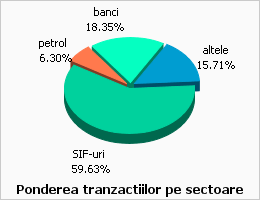 banci
18.35%
petrol
6.30%
altele
15.71%
SIF-uri
59.63%
Ponderea tranzactiilor pe sectoare